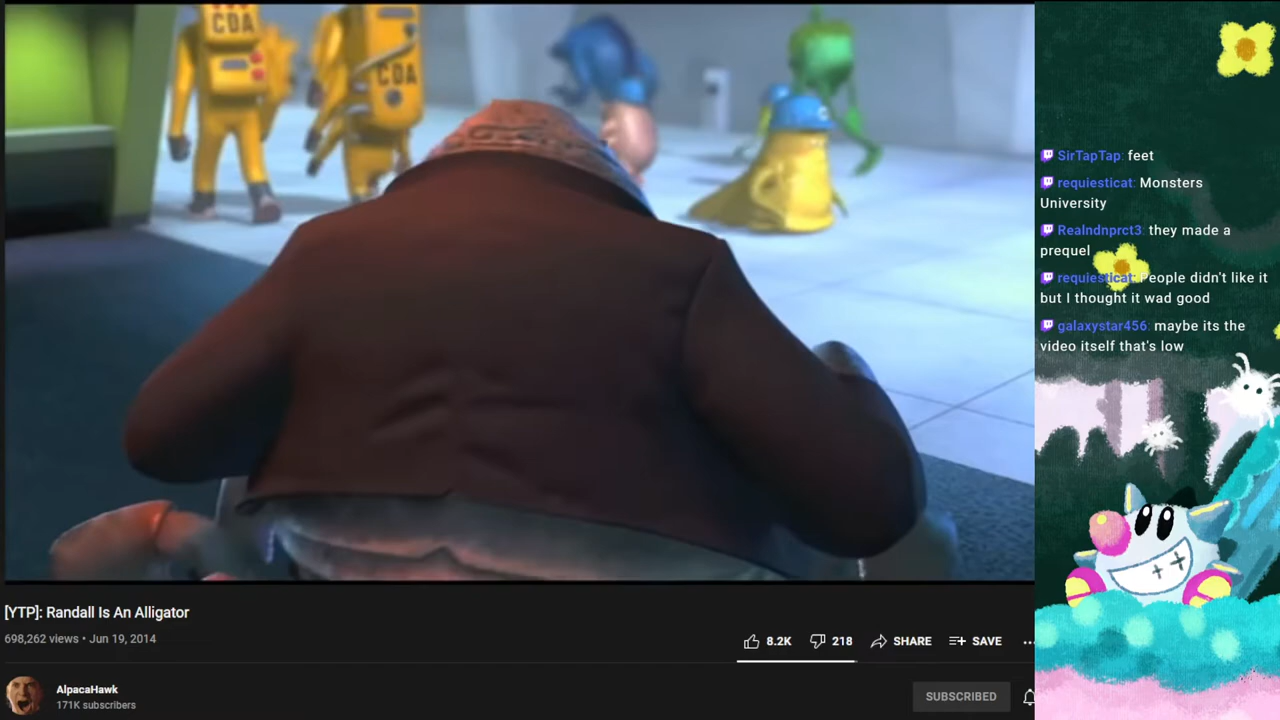 CDA
CDA
SirTapTap: feet
requiesticat: Monsters
University
Realndnprct3: they made a
prequel
requiesticat: People didn't like it
but I thought it wad good
galaxystar456: maybe its the
video itself that's low
[YTP]: Randall Is An Alligator
698,262 views • Jun 19, 2014
8.2K
218
SHARE
SAVE
AlpacaHawk
171K subscribers
SUBSCRIBED